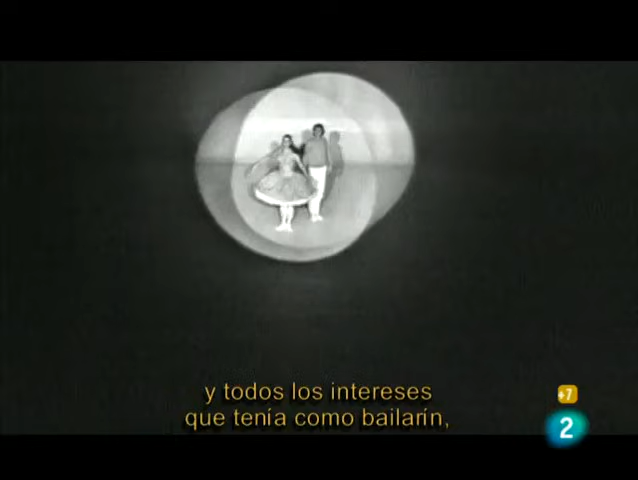 y todos los intereses
que tenía como bailarín,
+7
2